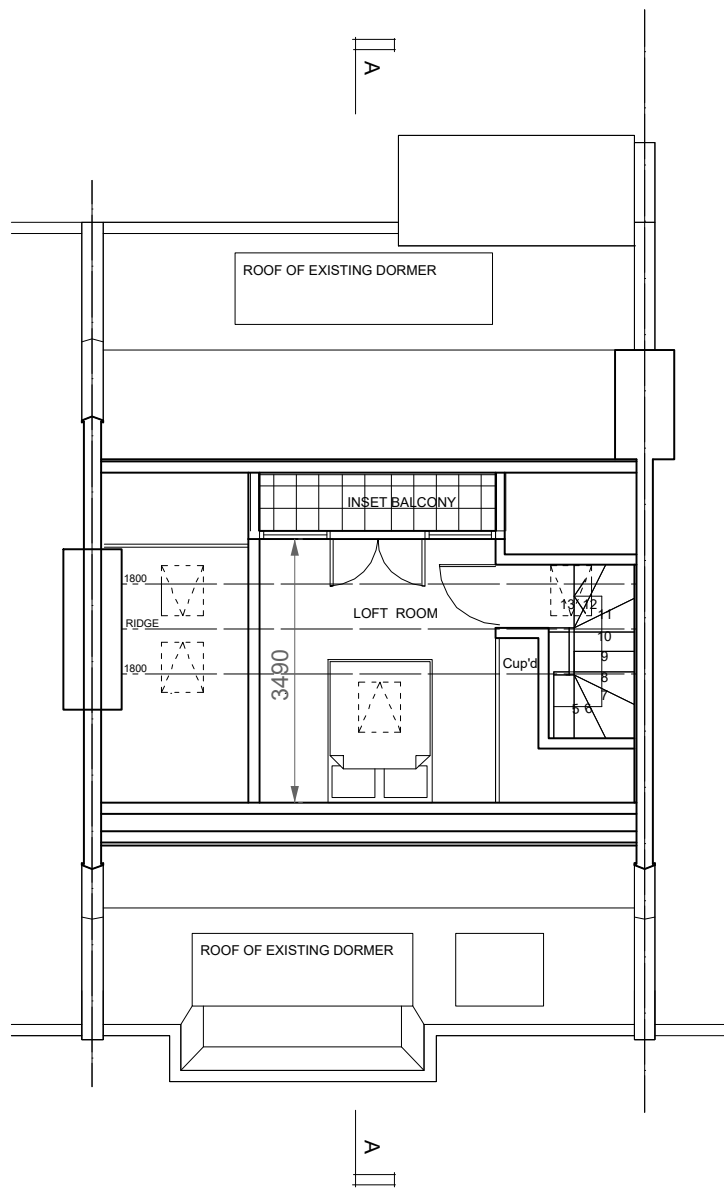 A
ROOF OF EXISTING DORMER
INSET BALCONY
1800
13 12
LOFT ROOM
11
RIDGE
10
9
Cup'd
1800
8
3490
7
5 6
ROOF OF EXISTING DORMER
A